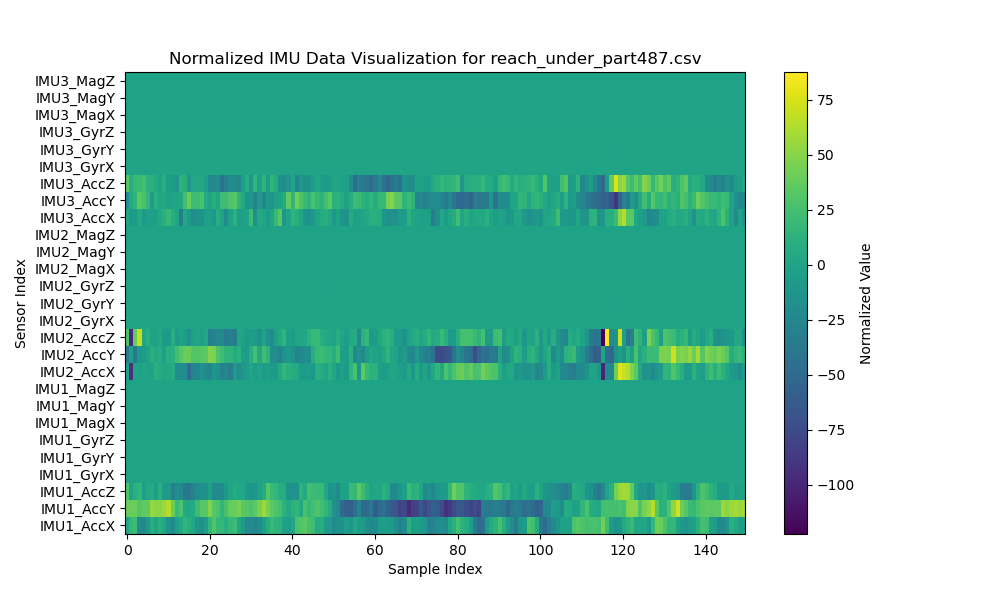 Normalized IMU Data Visualization for reach_under_part487.csv
IMU3_MagZ
IMU3_MagY
IMU3_MagX
IMU3_GyrZ
IMU3_GyrY
IMU3_GyrX
IMU3_AccZ
IMU3_AccY
IMU3_AccX
IMU2_MagZ
IMU2_MagY
IMU2_MagX
IMU2_GyrZ
IMU2_GyrY
IMU2_GyrX
IMU2_AccZ
IMU2_AccY
IMU2_AccX
IMU1_MagZ
IMU1_MagY
IMU1_MagX
IMU1_GyrZ
IMU1_GyrY
IMU1_GyrX
IMU1_AccZ
IMU1_AccY
IMU1_AccX
Sensor Index
0 20 40 60 80 100 120 140
Sample Index
75
50
25
0
−25
−50
−75
−100
Normalized Value